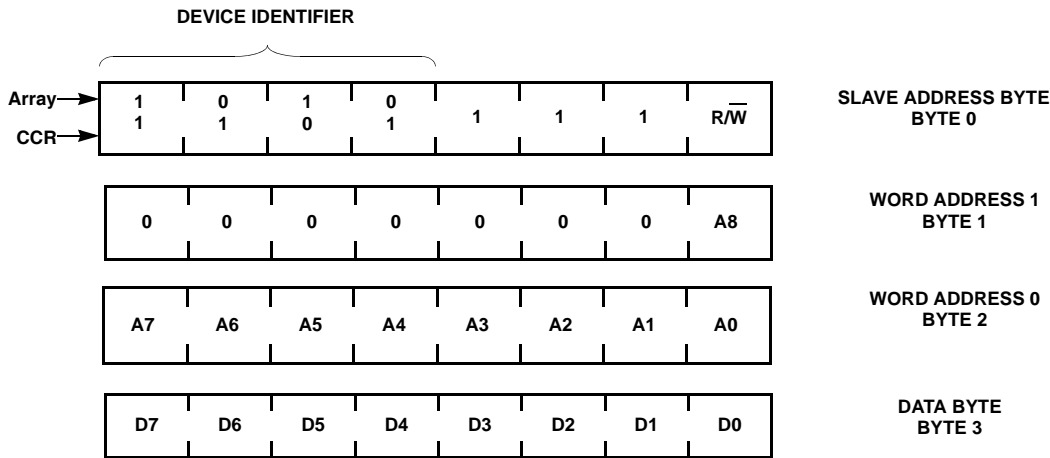 DEVICE IDENTIFIER
Array
1 0 1 0
1 1 0 1
CCR
1 1 1 R/W̅
SLAVE ADDRESS BYTE
BYTE 0
0 0 0 0 0 0 0 A8
WORD ADDRESS 1
BYTE 1
A7 A6 A5 A4 A3 A2 A1 A0
WORD ADDRESS 0
BYTE 2
D7 D6 D5 D4 D3 D2 D1 D0
DATA BYTE
BYTE 3